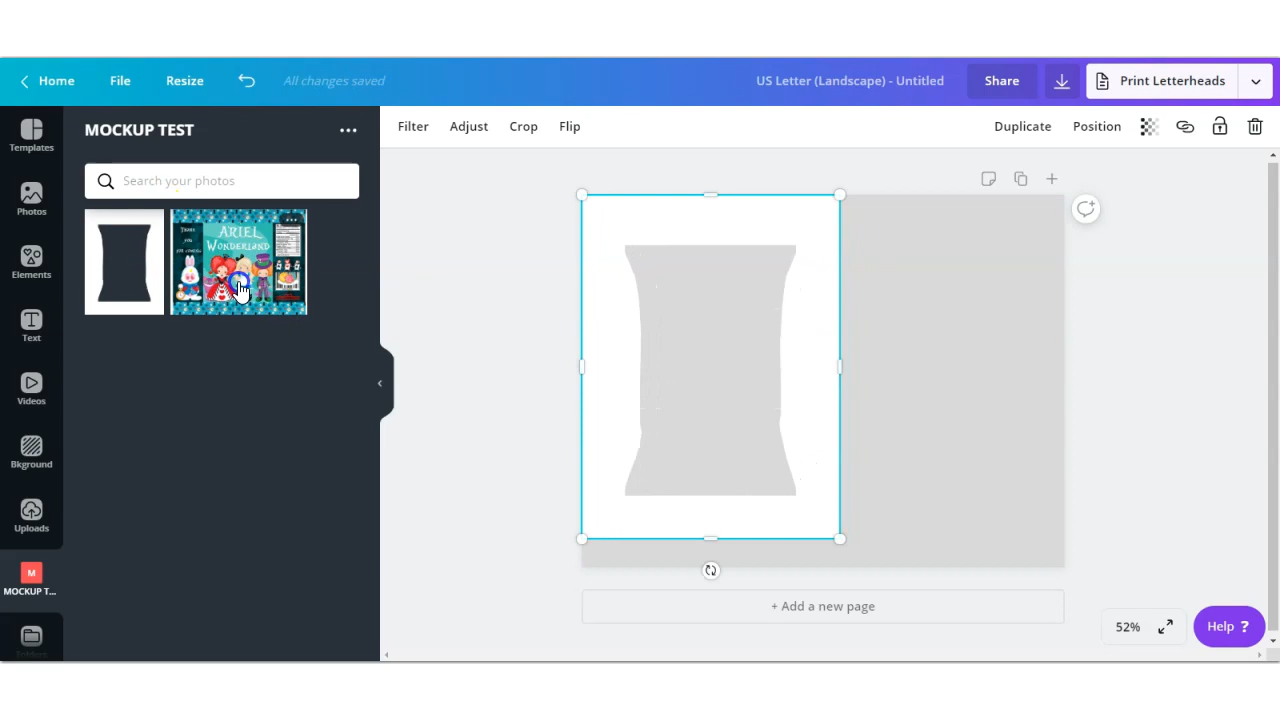 Home
File
Resize
All changes saved
US Letter (Landscape) - Untitled
Share
Print Letterheads
Templates
Photos
Elements
Text
Videos
Bkground
Uploads
M
MOCKUP T...
MOCKUP TEST
Search your photos
THANK
YOU
ARIEL
WONDERLAND
Filter
Adjust
Crop
Flip
Duplicate
Position
+ Add a new page
52%
Help ?